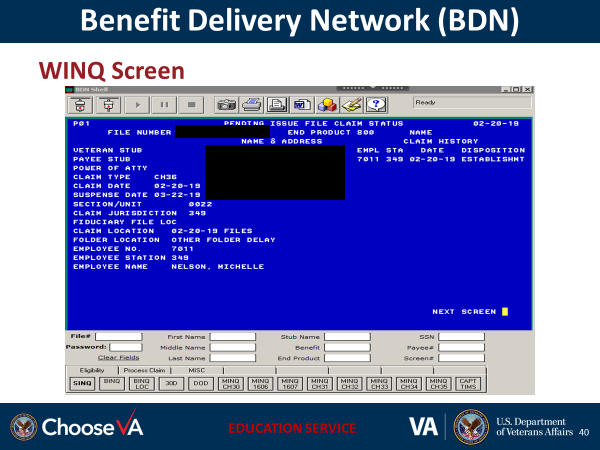 Benefit Delivery Network (BDN)
WINQ Screen
BDN Shell
Ready
P01 PENDING ISSUE FILE CLAIM STATUS 02-20-19
FILE NUMBER END PRODUCT 800 NAME
NAME & ADDRESS CLAIM HISTORY
VETERAN STUB EMPL STA DATE DISPOSITION
PAYEE STUB 7011 349 02-20-19 ESTABLISHMT
POWER OF ATTY
CLAIM TYPE CH36
CLAIM DATE 02-20-19
SUSPENSE DATE 03-22-19
SECTION/UNIT 0022
CLAIM JURISDICTION 349
FIDUCIARY FILE LOC
CLAIM LOCATION 02-20-19 FILES
FOLDER LOCATION OTHER FOLDER DELAY
EMPLOYEE NO. 7011
EMPLOYEE STATION 349
EMPLOYEE NAME NELSON, MICHELLE
NEXT SCREEN
File# First Name Stub Name SSN
Password: Middle Name Benefit Payee#
Clear Fields Last Name End Product Screen#
Eligibility Process Claim MISC
SINQ BINQ BINQ LOC 30D DOD MINQ CH30 MINQ 1606 MINQ 1607 MINQ CH31 MINQ CH32 MINQ CH33 MINQ CH34 MINQ CH35 CAPT TIMS
Choose VA
EDUCATION SERVICE
VA
U.S. Department
of Veterans Affairs 40